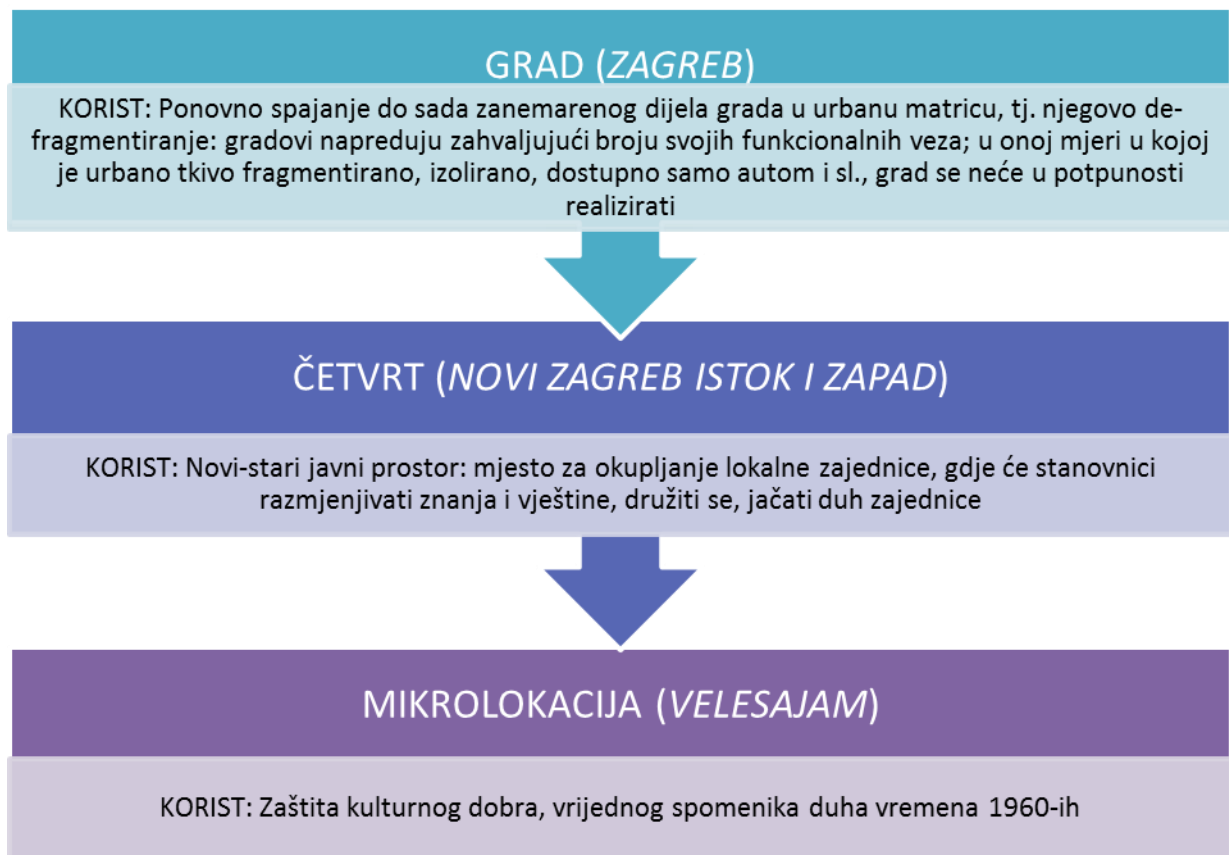 GRAD (ZAGREB)
KORIST: Ponovno spajanje do sada zanemarenog dijela grada u urbanu matricu, tj. njegovo de-
fragmentiranje: gradovi napreduju zahvaljujući broju svojih funkcionalnih veza; u onoj mjeri u kojoj
je urbano tkivo fragmentirano, izolirano, dostupno samo autom i sl., grad se neće u potpunosti
realizirati
ČETVRT (NOVI ZAGREB ISTOK I ZAPAD)
KORIST: Novi-stari javni prostor: mjesto za okupljanje lokalne zajednice, gdje će stanovnici
razmjenjivati znanja i vještine, družiti se, jačati duh zajednice
MIKROLOKACIJA (VELESAJAM)
KORIST: Zaštita kulturnog dobra, vrijednog spomenika duha vremena 1960-ih